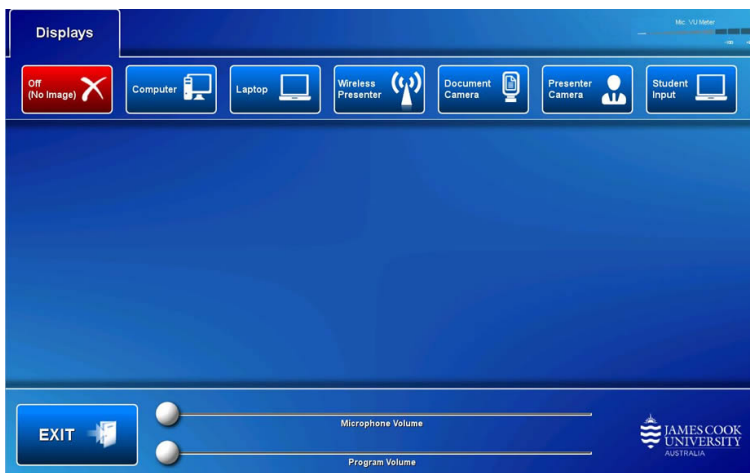 Displays
Mic VU Meter
Off
(No Image)
Computer
Laptop
Wireless
Presenter
Document
Camera
Presenter
Camera
Student
Input
EXIT
Microphone Volume
Program Volume
JAMES COOK
UNIVERSITY
AUSTRALIA